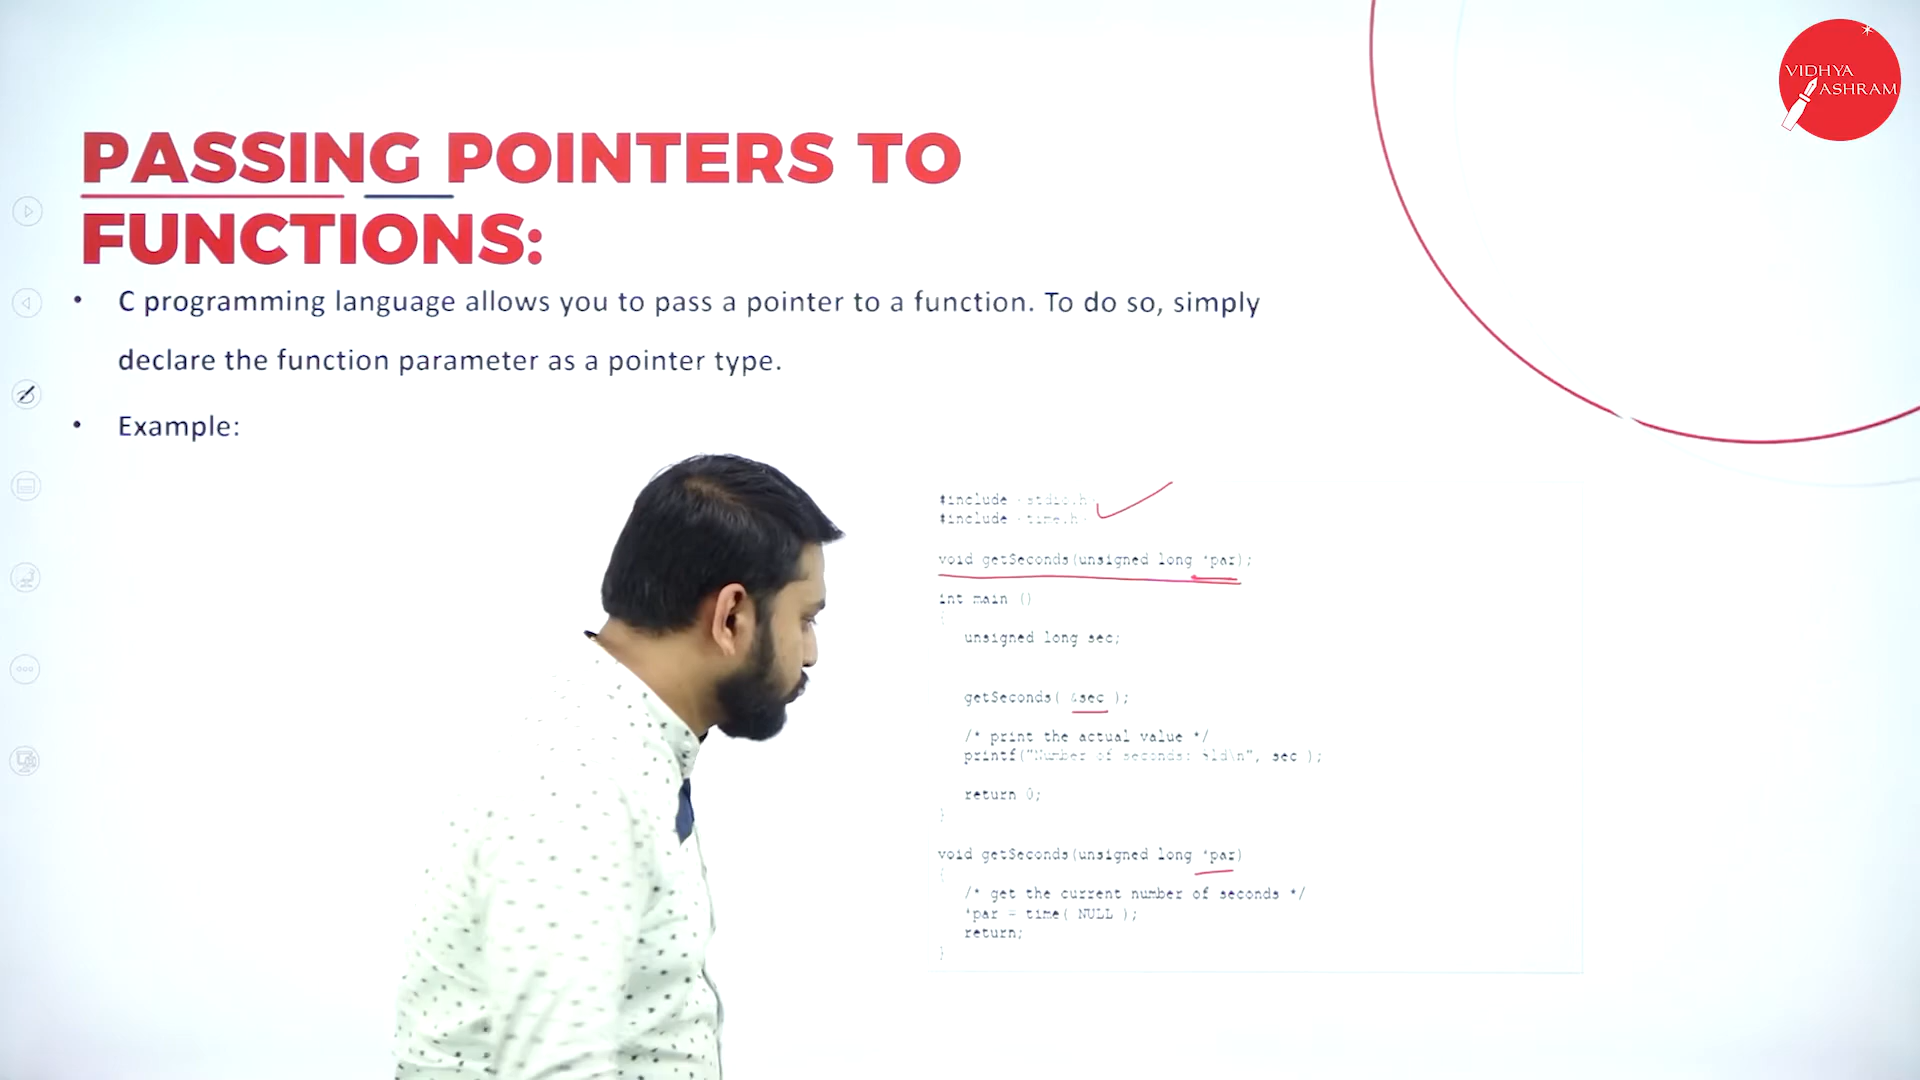 VIDHYA
ASHRAM
PASSING POINTERS TO
FUNCTIONS:
• C programming language allows you to pass a pointer to a function. To do so, simply
declare the function parameter as a pointer type.
• Example:
#include <stdio.h>
#include <time.h>
void getSeconds(unsigned long *par);
int main ()
{
unsigned long sec;
getSeconds( &sec );
/* print the actual value */
printf("Number of seconds: %ld\n", sec );
return 0;
}
void getSeconds(unsigned long *par)
{
/* get the current number of seconds */
*par = time( NULL );
return;
}